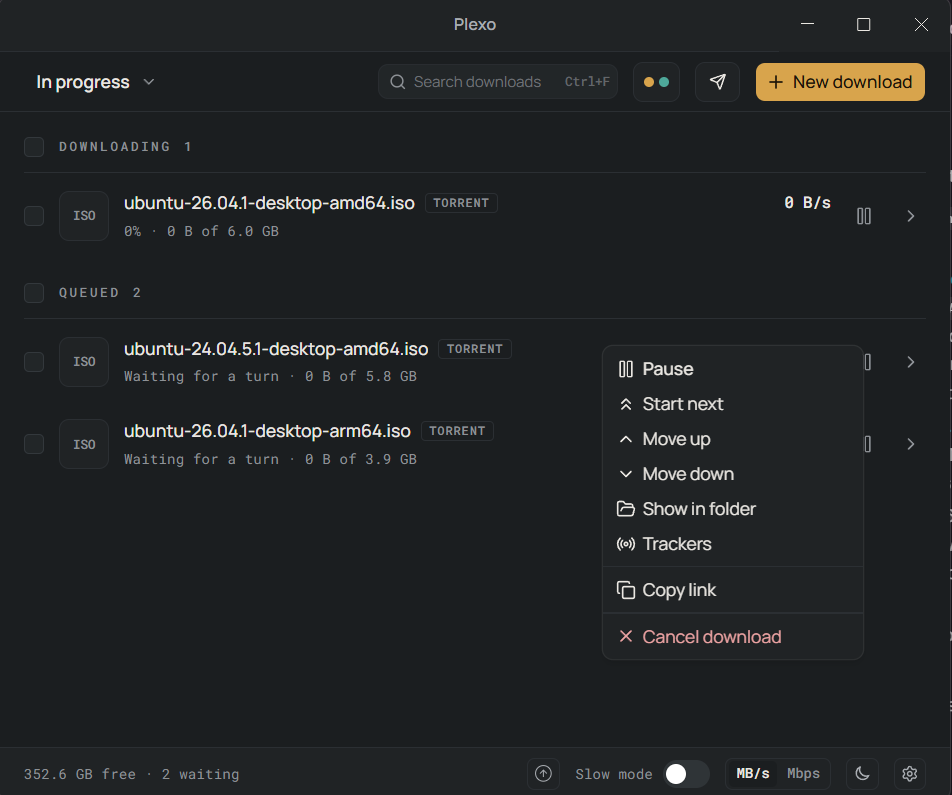 Plexo
In progress
Search downloads Ctrl+F
New download
DOWNLOADING 1
ISO
ubuntu-26.04.1-desktop-amd64.iso TORRENT
0% · 0 B of 6.0 GB
0 B/s
QUEUED 2
ISO
ubuntu-24.04.5.1-desktop-amd64.iso TORRENT
Waiting for a turn · 0 B of 5.8 GB
ISO
ubuntu-26.04.1-desktop-arm64.iso TORRENT
Waiting for a turn · 0 B of 3.9 GB
Pause
Start next
Move up
Move down
Show in folder
Trackers
Copy link
Cancel download
352.6 GB free · 2 waiting
Slow mode
MB/s Mbps